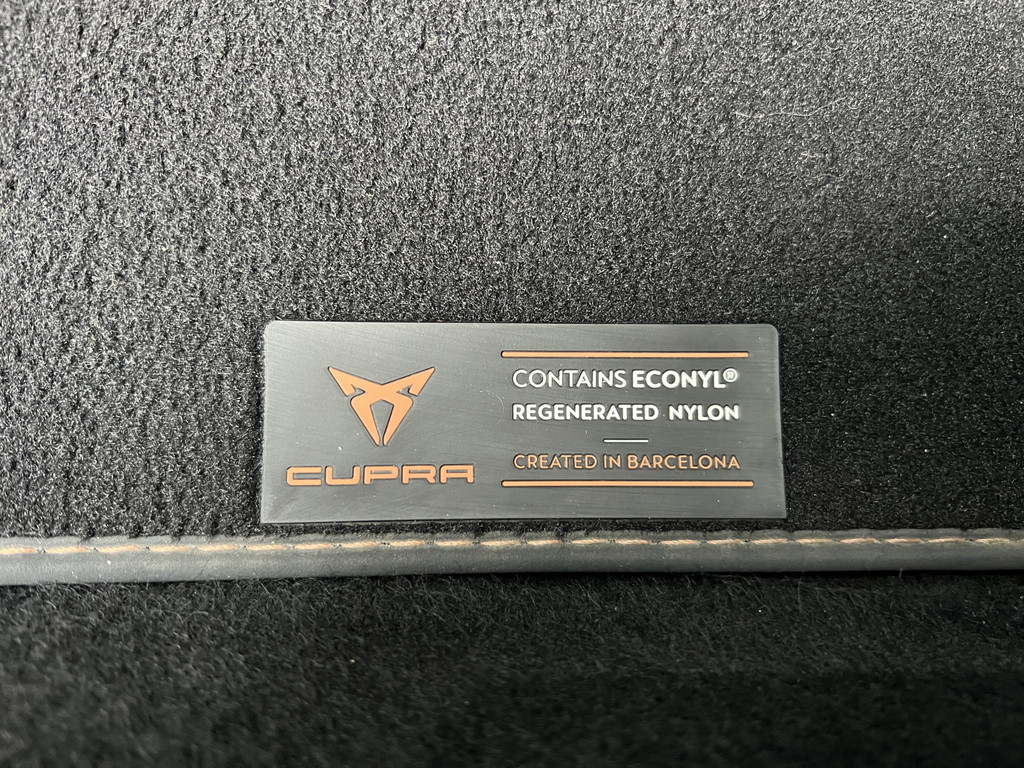 CUPRA
CONTAINS ECONYL®
REGENERATED NYLON
CREATED IN BARCELONA